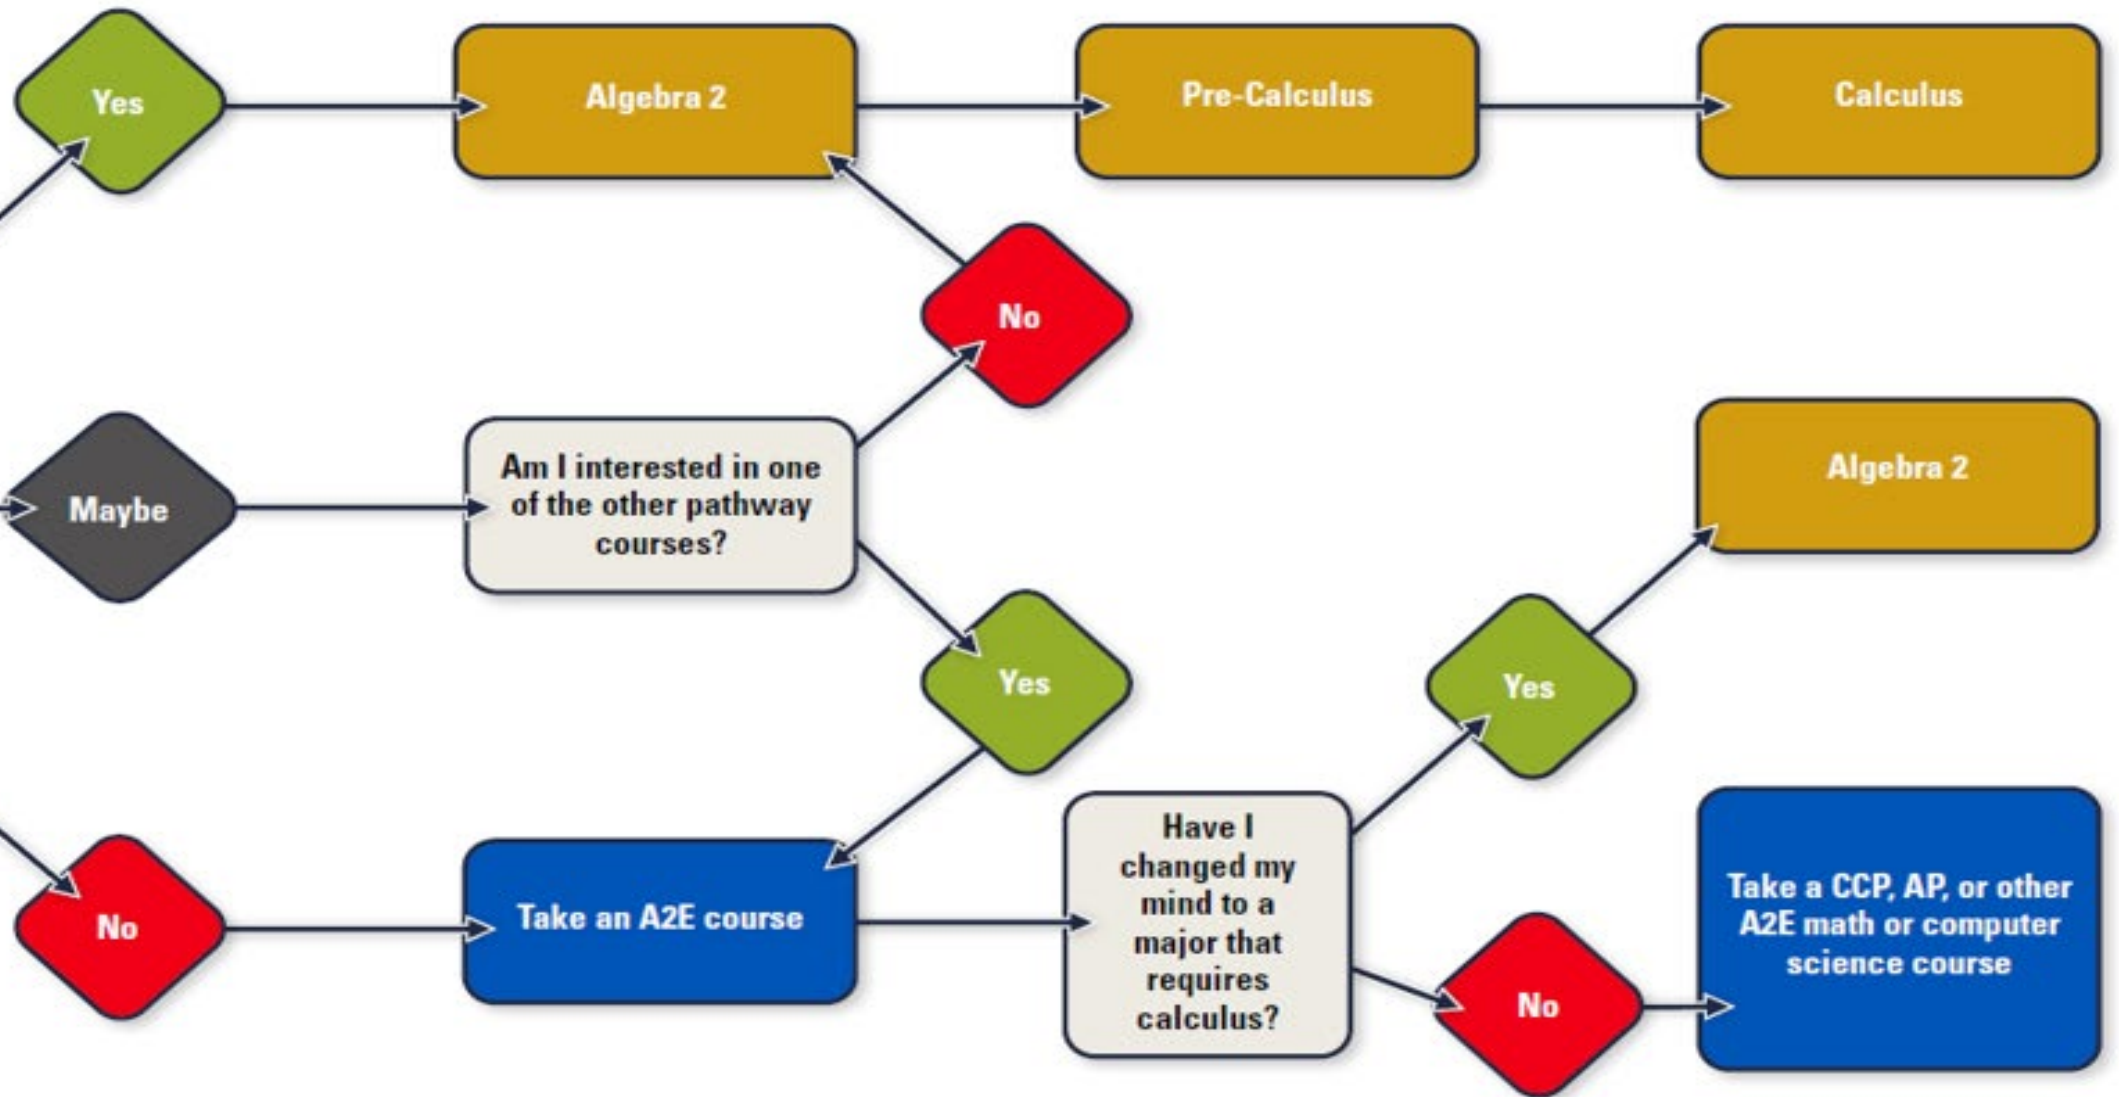 Yes
Algebra 2
Pre-Calculus
Calculus
No
Maybe
Am I interested in one
of the other pathway
courses?
Algebra 2
Yes
Yes
No
Take an A2E course
Have I
changed my
mind to a
major that
requires
calculus?
No
Take a CCP, AP, or other
A2E math or computer
science course